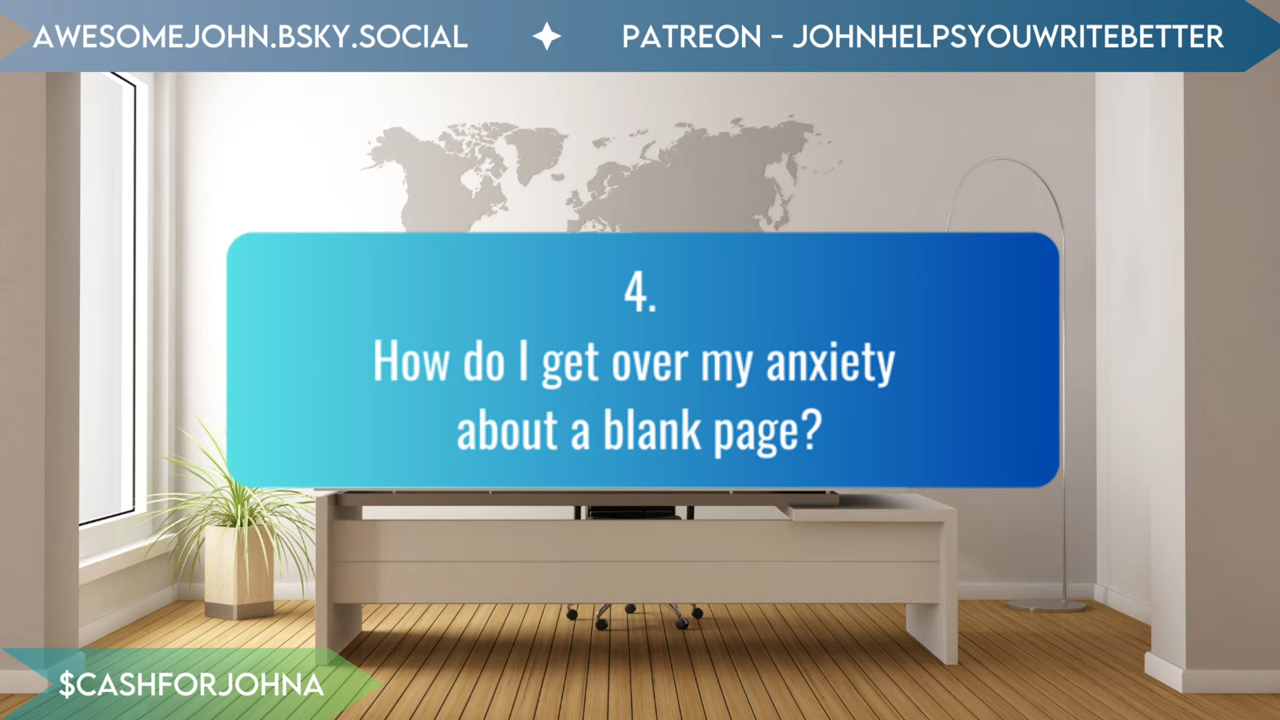 AWESOMEJOHN.BSKY.SOCIAL
PATREON - JOHNHELPSYOUWRITEBETTER
4.
How do I get over my anxiety
about a blank page?
$CASHFORJOHNA